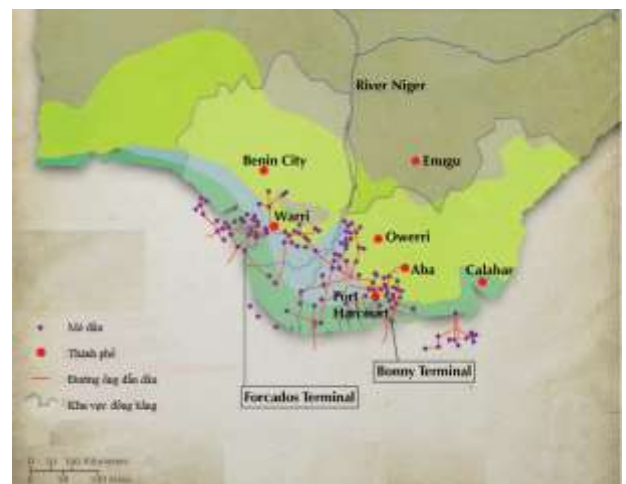 River Niger
Benin City
Enugu
Warri
Owerri
Aba
Calabar
Port
Harcourt
Bonny Terminal
Forcados Terminal
Mỏ dầu
Thành phố
Đường ống dẫn dầu
Khu vực đồng bằng